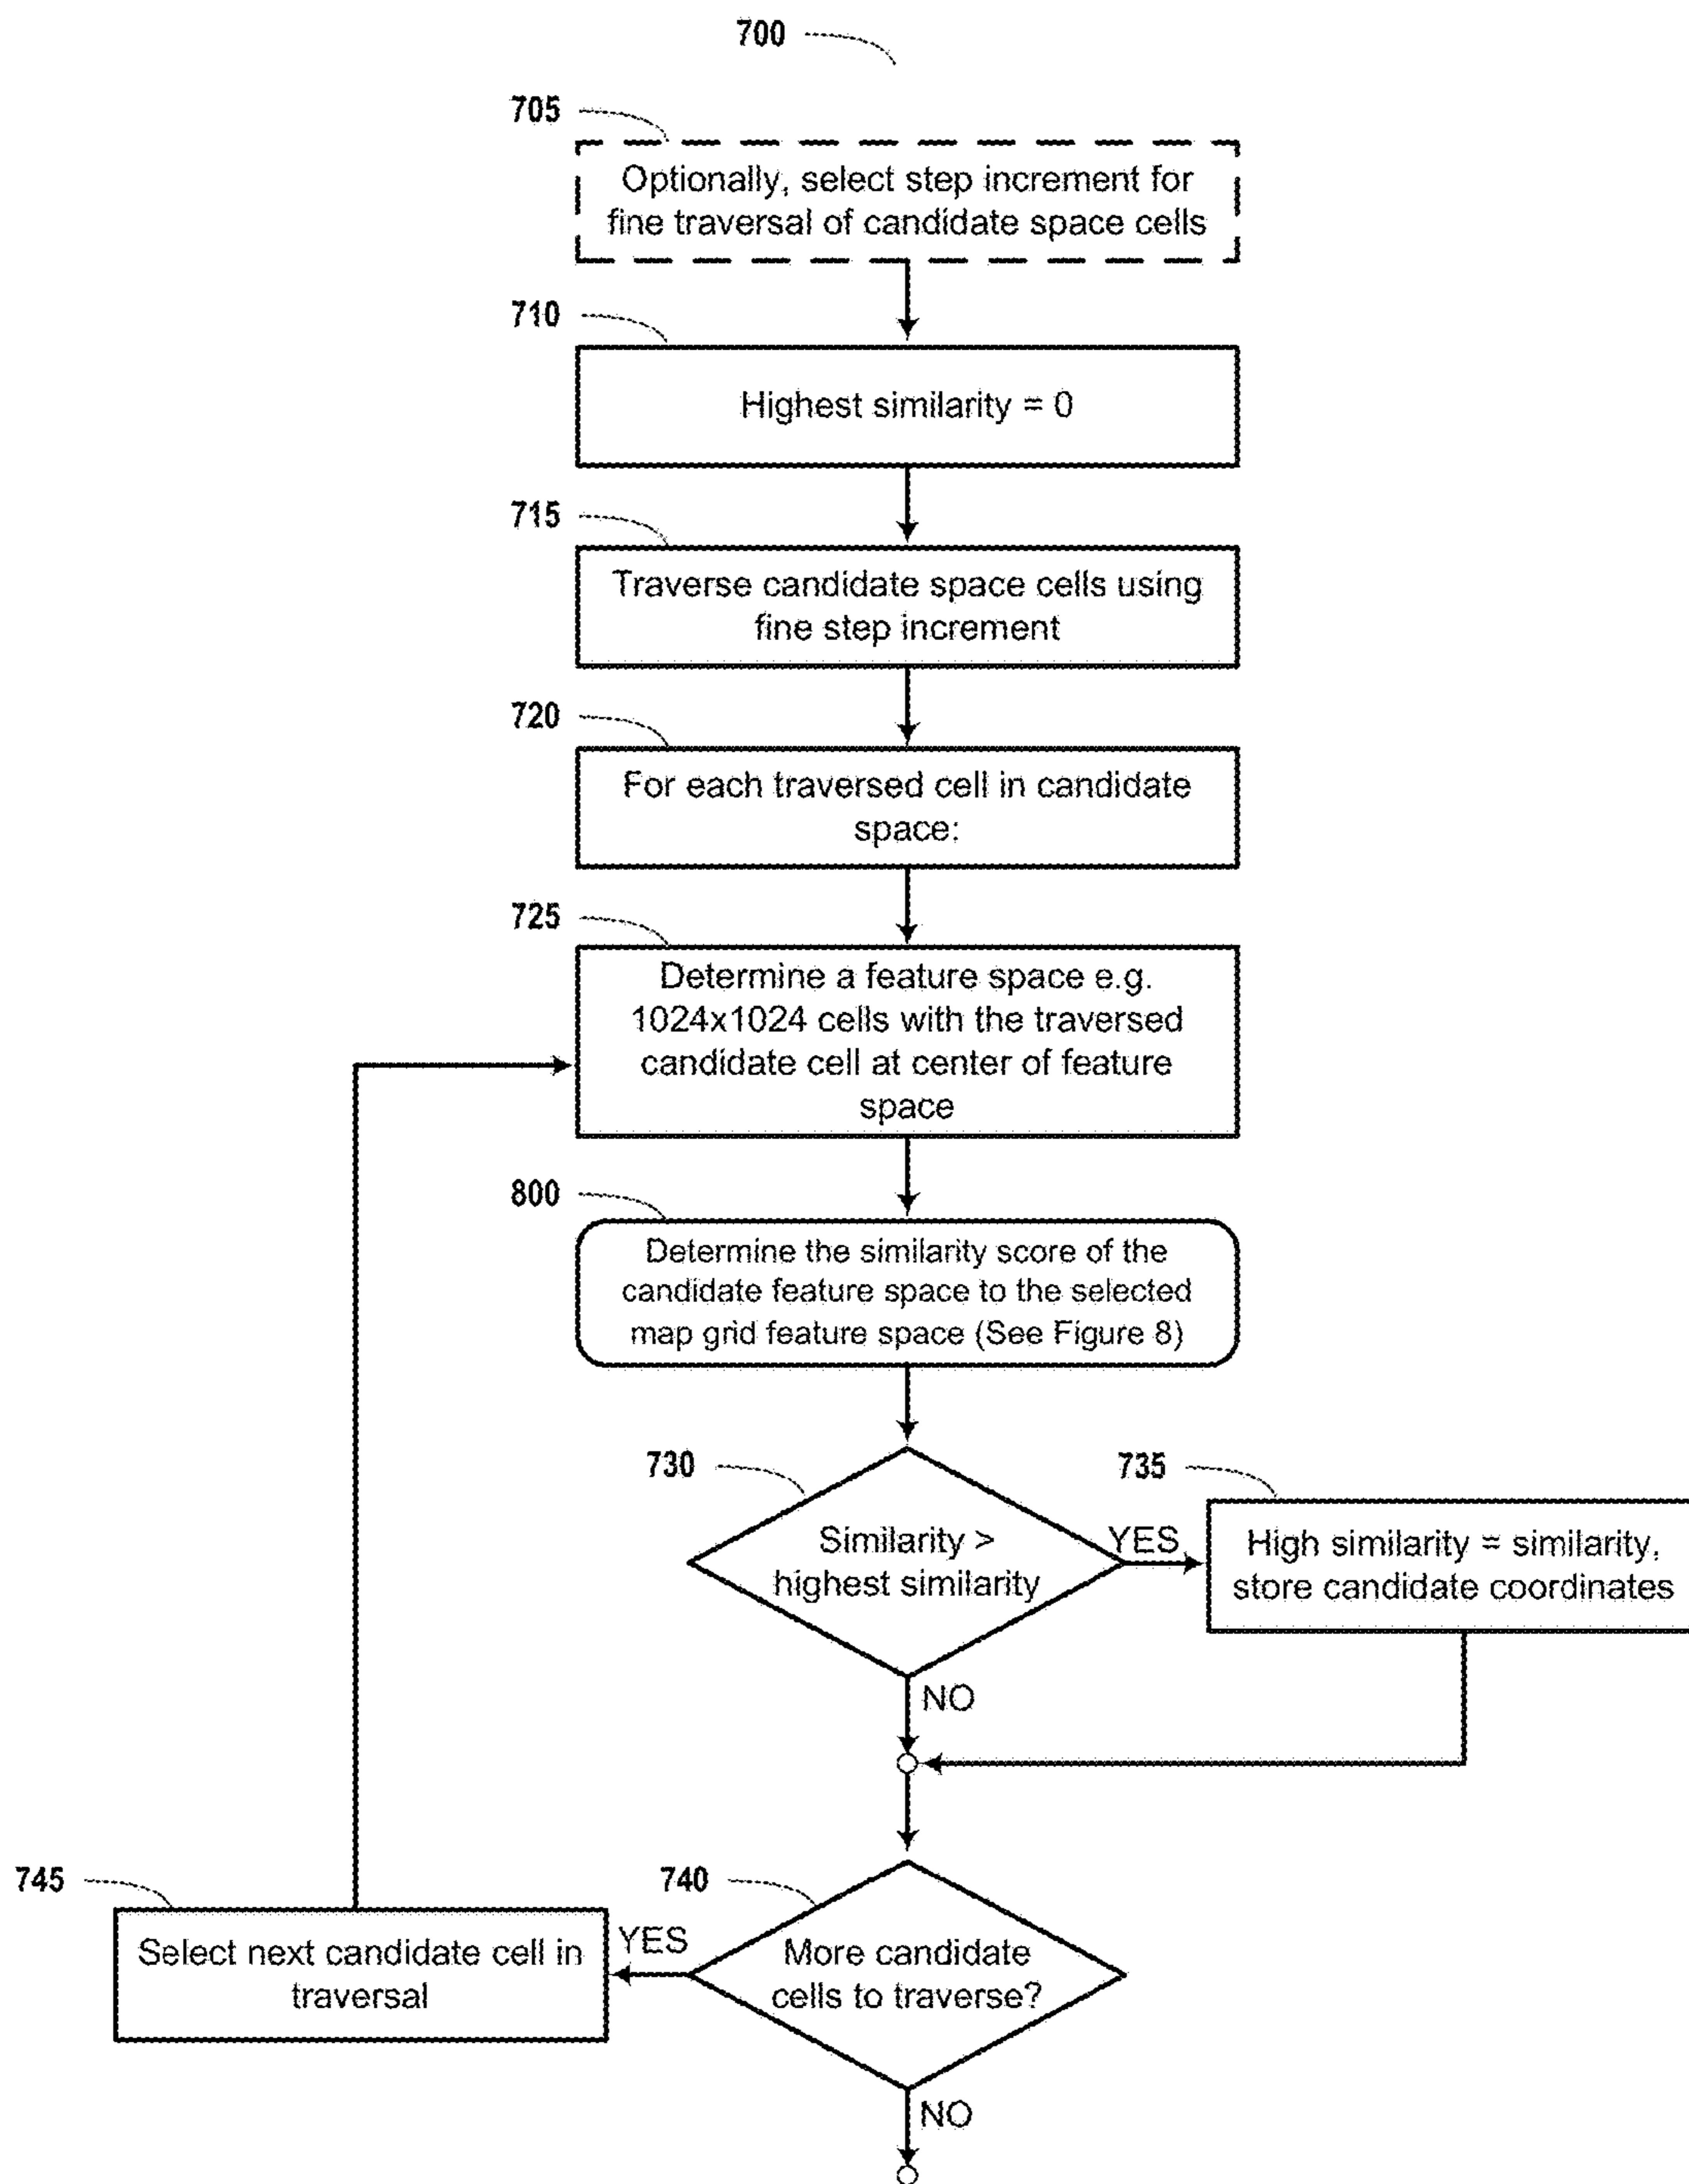 700
705
Optionally, select step increment for
fine traversal of candidate space cells
710
Highest similarity = 0
715
Traverse candidate space cells using
fine step increment
720
For each traversed cell in candidate
space:
725
Determine a feature space e.g.
1024x1024 cells with the traversed
candidate cell at center of feature
space
800
Determine the similarity score of the
candidate feature space to the selected
map grid feature space (See Figure 8)
730
Similarity >
highest similarity
YES
735
High similarity = similarity,
store candidate coordinates
NO
745
Select next candidate cell in
traversal
YES
740
More candidate
cells to traverse?
NO